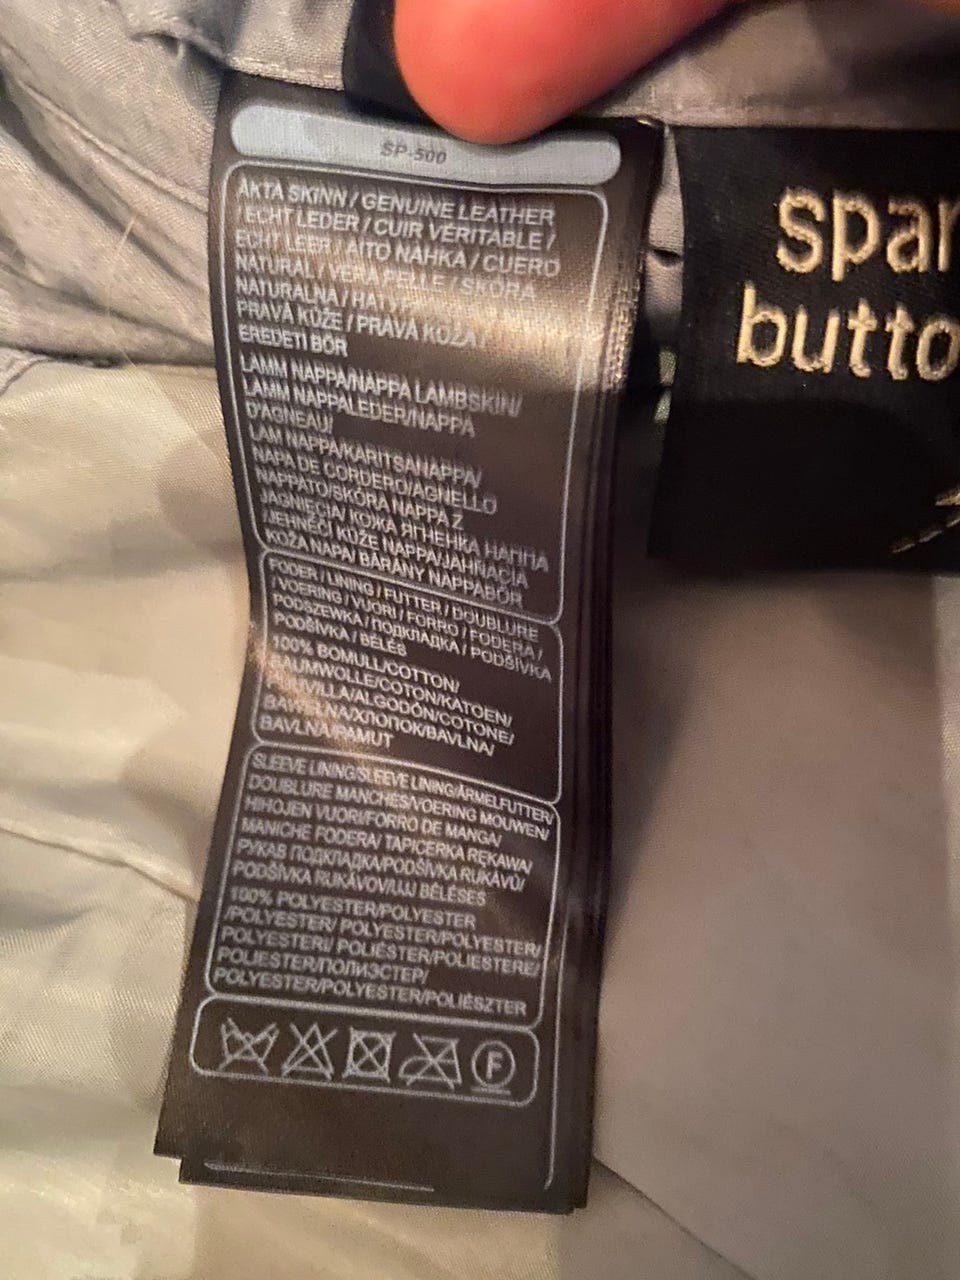 SP-500
ÄKTA SKINN / GENUINE LEATHER
/ ECHT LEDER / CUIR VERITABLE /
ECHT LEER / AITO NAHKA / CUERO
NATURAL / VERA PELLE / SKÓRA
NATURALNA / НАТУР
PRAVÁ KŮŽE / PRAVÁ KOŽA /
EREDETI BŐR
LAMM NAPPA/NAPPA LAMBSKIN/
LAMM NAPPALEDER/NAPPA
D'AGNEAU/
LAM NAPPA/KARITSANAPPA/
NAPA DE CORDERO/AGNELLO
NAPPATO/SKÓRA NAPPA Z
JAGNIĘCIA/ КОЖА ЯГНЕНКА НАППА
/JEHNĚČÍ KŮŽE NAPPA/JAHŇACIA
KOŽA NAPA/ BÁRÁNY NAPPABŐR
FODER / LINING / FUTTER / DOUBLURE
/ VOERING / VUORI / FORRO / FODERA /
PODSZEWKA / ПОДКЛАДКА / PODŠÍVKA
PODŠÍVKA / BÉLÉS
100% BOMULL/COTTON/
BAUMWOLLE/COTON/KATOEN/
PUUVILLA/ALGODÓN/COTONE/
BAWEŁNA/ХЛОПОК/BAVLNA/
BAVLNA/PAMUT
SLEEVE LINING/SLEEVE LINING/ÄRMELFUTTER/
DOUBLURE MANCHES/VOERING MOUWEN/
HIHOJEN VUORI/FORRO DE MANGA/
MANICHE FODERA/ TAPICERKA RĘKAWA/
РУКАВ ПОДКЛАДКА/PODŠÍVKA RUKÁVŮ/
PODŠÍVKA RUKÁVOV/UJJ BÉLÉSES
100% POLYESTER/POLYESTER
/POLYESTER/ POLYESTER/POLYESTER/
POLYESTERI/ POLIÉSTER/POLIESTERE/
POLIESTER/ПОЛИЭСТЕР/
POLYESTER/POLYESTER/POLIÉSZTER
F
spar
butto